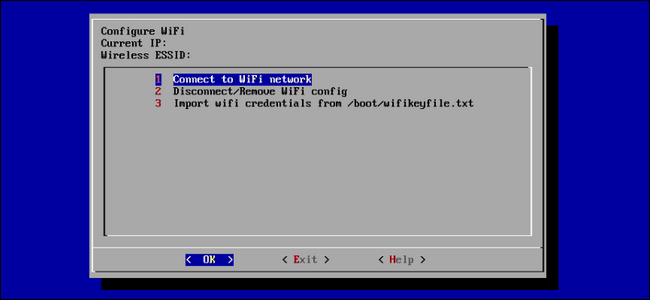 Configure WiFi
Current IP:
Wireless ESSID:
1 Connect to WiFi network
2 Disconnect/Remove WiFi config
3 Import wifi credentials from /boot/wifikeyfile.txt
< OK > < Exit > < Help >